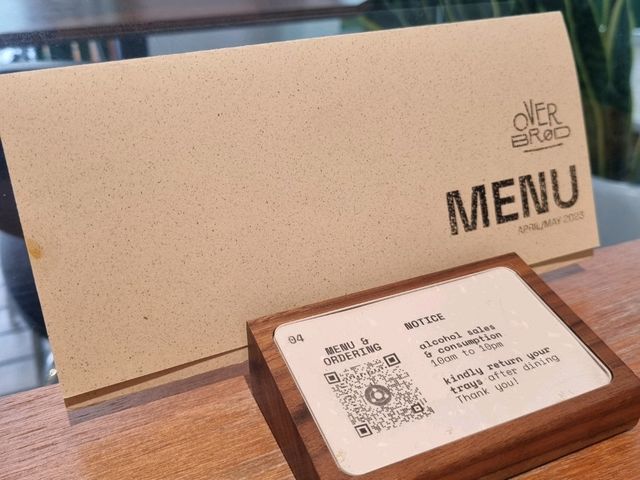 OVER
BRØD
MENU
APRIL/MAY 2023
04
MENU &
ORDERING
NOTICE
alcohol sales
& consumption
10am to 10pm
kindly return your
trays after dining
Thank you!